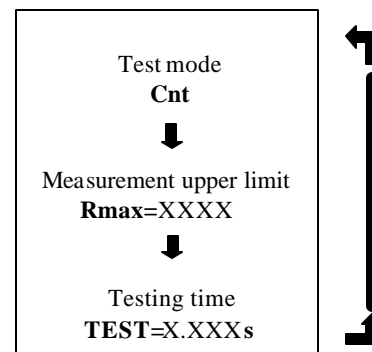 Test mode
Cnt
Measurement upper limit
Rmax=XXXX
Testing time
TEST=X.XXXs